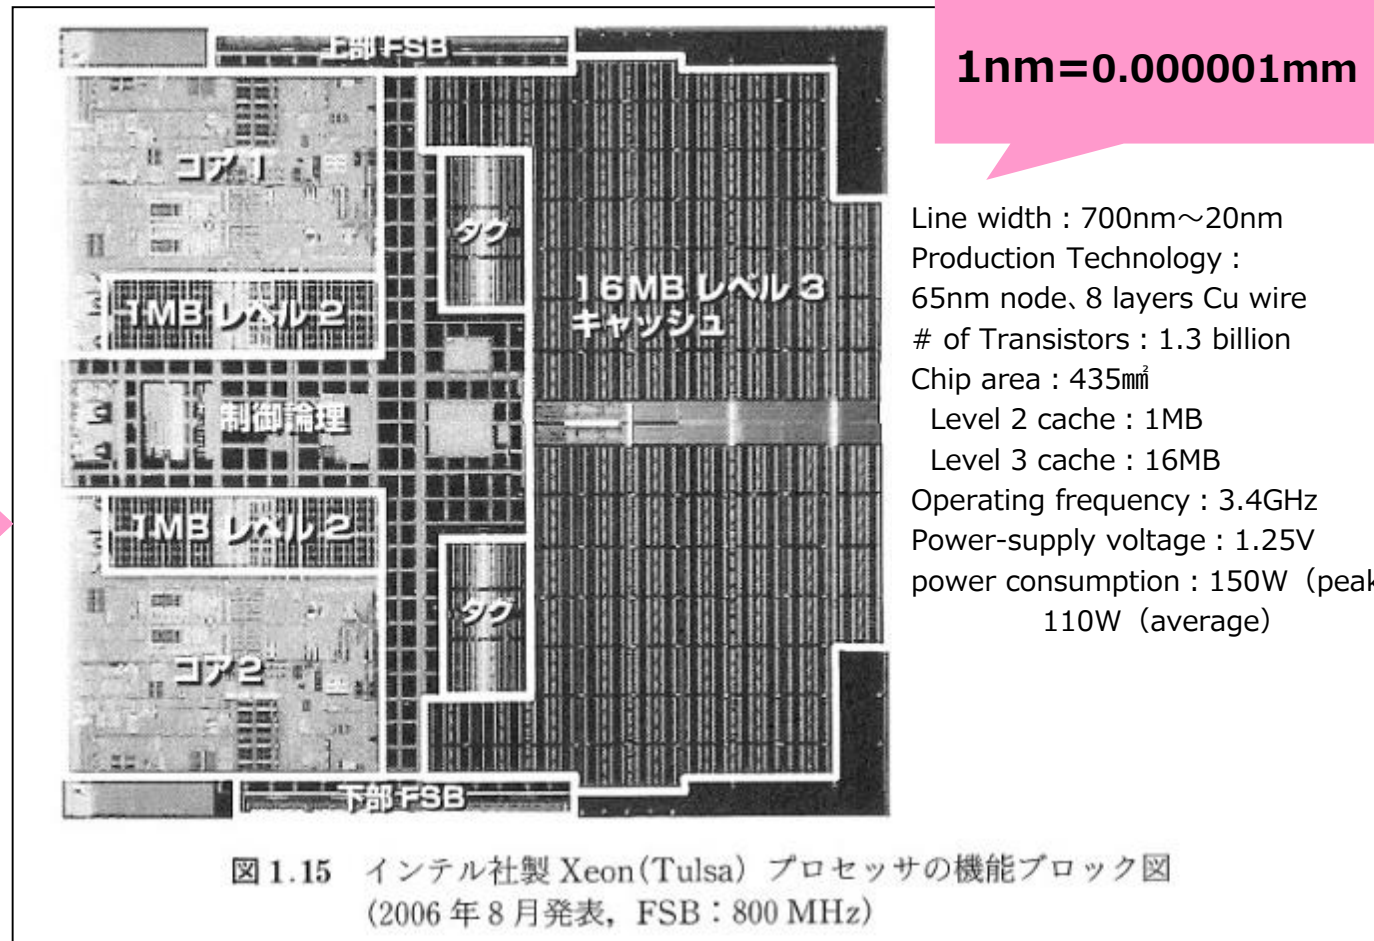 上部FSB
1nm=0.000001mm
コア1
タグ
1MB レベル2
16MB レベル3
キャッシュ
制御論理
1MB レベル2
タグ
コア2
下部FSB
Line width：700nm～20nm
Production Technology：
65nm node、8 layers Cu wire
# of Transistors：1.3 billion
Chip area：435㎟
Level 2 cache：1MB
Level 3 cache：16MB
Operating frequency：3.4GHz
Power-supply voltage：1.25V
power consumption：150W（peak
110W（average）
図1.15 インテル社製 Xeon(Tulsa) プロセッサの機能ブロック図
(2006年8月発表, FSB：800 MHz)